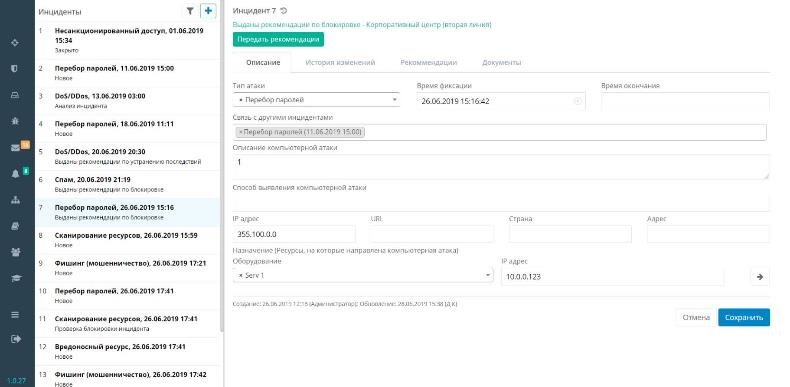 Инциденты
1 Несанкционированный доступ, 01.06.2019 15:34
Закрыто
2 Перебор паролей, 11.06.2019 15:00
Новое
3 DoS/DDos, 13.06.2019 03:00
Анализ инцидента
4 Перебор паролей, 18.06.2019 11:11
Новое
5 DoS/DDos, 20.06.2019 20:30
Выданы рекомендации по устранению последствий
6 Спам, 20.06.2019 21:19
Выданы рекомендации по блокировке
7 Перебор паролей, 26.06.2019 15:16
Выданы рекомендации по блокировке
8 Сканирование ресурсов, 26.06.2019 15:59
Новое
9 Фишинг (мошенничество), 26.06.2019 17:21
Новое
10 Перебор паролей, 26.06.2019 17:41
Новое
11 Сканирование ресурсов, 26.06.2019 17:41
Проверка блокировки инцидента
12 Вредоносный ресурс, 26.06.2019 17:41
Новое
13 Фишинг (мошенничество), 26.06.2019 17:42
Новое
1.0.27
Инцидент 7
Выданы рекомендации по блокировке - Корпоративный центр (вторая линия)
Передать рекомендации
Описание История изменений Рекомендации Документы
Тип атаки Время фиксации Время окончания
× Перебор паролей 26.06.2019 15:16:42
Связь с другими инцидентами
× Перебор паролей (11.06.2019 15:00)
Описание компьютерной атаки
1
Способ выявления компьютерной атаки
IP адрес URL Страна Адрес
355.100.0.0
Назначение (Ресурсы, на которые направлена компьютерная атака)
Оборудование IP адрес
× Serv 1 10.0.0.123
Создание: 26.06.2019 12:18 (Администратор); Обновление: 28.06.2019 15:38 (Д К)
Отмена Сохранить